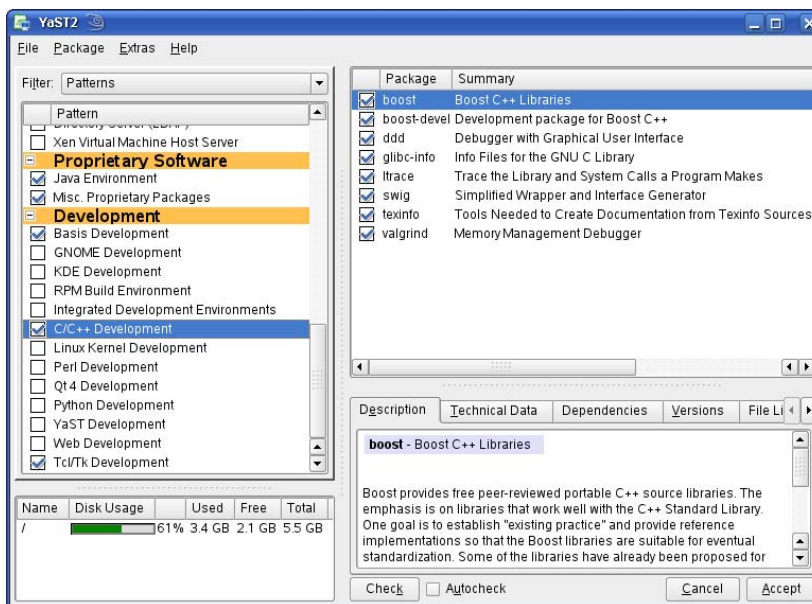 YaST2
File Package Extras Help
Filter: Patterns
Pattern
Directory Server (LDAP)
Xen Virtual Machine Host Server
Proprietary Software
Java Environment
Misc. Proprietary Packages
Development
Basis Development
GNOME Development
KDE Development
RPM Build Environment
Integrated Development Environments
C/C++ Development
Linux Kernel Development
Perl Development
Qt 4 Development
Python Development
YaST Development
Web Development
Tcl/Tk Development
Name Disk Usage Used Free Total
/ 61% 3.4 GB 2.1 GB 5.5 GB
Package Summary
boost Boost C++ Libraries
boost-devel Development package for Boost C++
ddd Debugger with Graphical User Interface
glibc-info Info Files for the GNU C Library
ltrace Trace the Library and System Calls a Program Makes
swig Simplified Wrapper and Interface Generator
texinfo Tools Needed to Create Documentation from Texinfo Sources
valgrind Memory Management Debugger
Description Technical Data Dependencies Versions File Li
boost - Boost C++ Libraries
Boost provides free peer-reviewed portable C++ source libraries. The
emphasis is on libraries that work well with the C++ Standard Library.
One goal is to establish "existing practice" and provide reference
implementations so that the Boost libraries are suitable for eventual
standardization. Some of the libraries have already been proposed for
Check Autocheck Cancel Accept